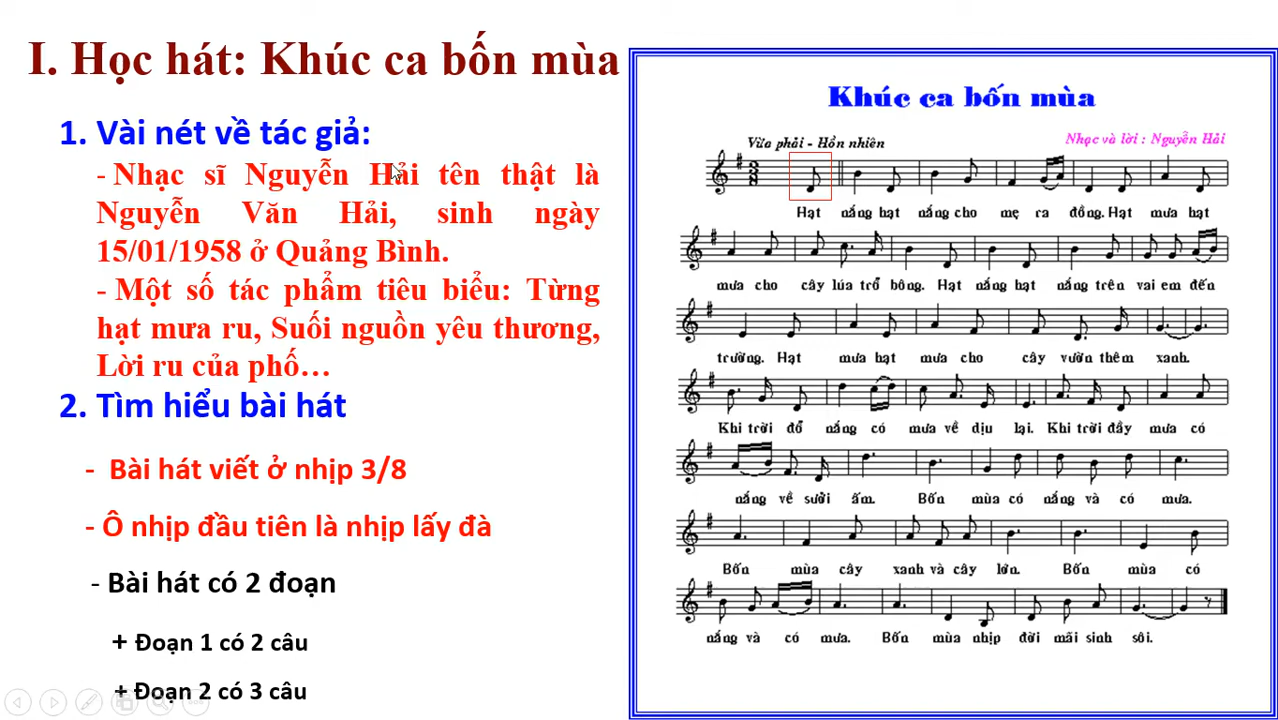 I. Học hát: Khúc ca bốn mùa
1. Vài nét về tác giả:
- Nhạc sĩ Nguyễn Hải tên thật là
Nguyễn Văn Hải, sinh ngày
15/01/1958 ở Quảng Bình.
- Một số tác phẩm tiêu biểu: Từng
hạt mưa ru, Suối nguồn yêu thương,
Lời ru của phố…
2. Tìm hiểu bài hát
- Bài hát viết ở nhịp 3/8
- Ô nhịp đầu tiên là nhịp lấy đà
- Bài hát có 2 đoạn
+ Đoạn 1 có 2 câu
+ Đoạn 2 có 3 câu
Khúc ca bốn mùa
Vừa phải - Hồn nhiên
Nhạc và lời : Nguyễn Hải
3
8
Hạt nắng hạt nắng cho mẹ ra đồng. Hạt mưa hạt
mưa cho cây lúa trổ bông. Hạt nắng hạt nắng trên vai em đến
trường. Hạt mưa hạt mưa cho cây vườn thêm xanh.
Khi trời đổ nắng có mưa về dịu lại. Khi trời đầy mưa có
nắng về sưởi ấm. Bốn mùa có nắng và có mưa.
Bốn mùa cây xanh và cây lớn. Bốn mùa có
nắng và có mưa. Bốn mùa nhịp đời mãi sinh sôi.